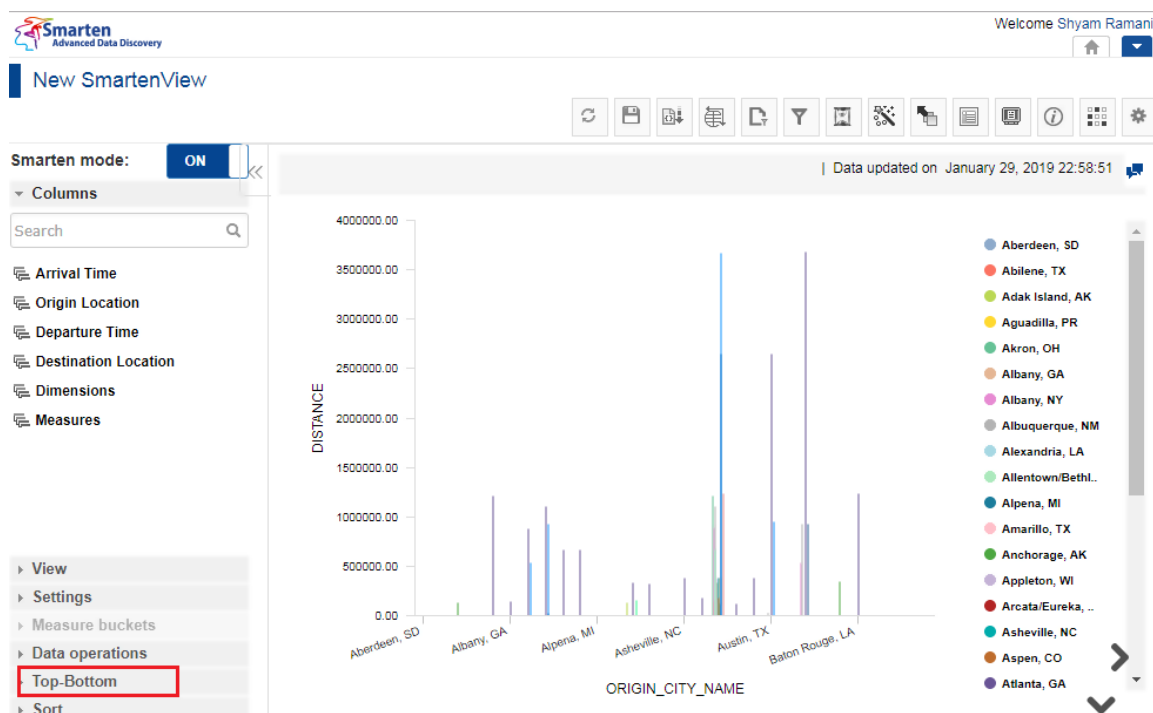 Smarten
Advanced Data Discovery
Welcome Shyam Ramani
New SmartenView
Smarten mode:
ON
| Data updated on January 29, 2019 22:58:51
Columns
Search
Arrival Time
Origin Location
Departure Time
Destination Location
Dimensions
Measures
View
Settings
Measure buckets
Data operations
Top-Bottom
Sort
4000000.00
3500000.00
3000000.00
2500000.00
2000000.00
1500000.00
1000000.00
500000.00
0.00
DISTANCE
Aberdeen, SD
Albany, GA
Alpena, MI
Asheville, NC
Austin, TX
Baton Rouge, LA
ORIGIN_CITY_NAME
Aberdeen, SD
Abilene, TX
Adak Island, AK
Aguadilla, PR
Akron, OH
Albany, GA
Albany, NY
Albuquerque, NM
Alexandria, LA
Allentown/Bethl..
Alpena, MI
Amarillo, TX
Anchorage, AK
Appleton, WI
Arcata/Eureka, ..
Asheville, NC
Aspen, CO
Atlanta, GA